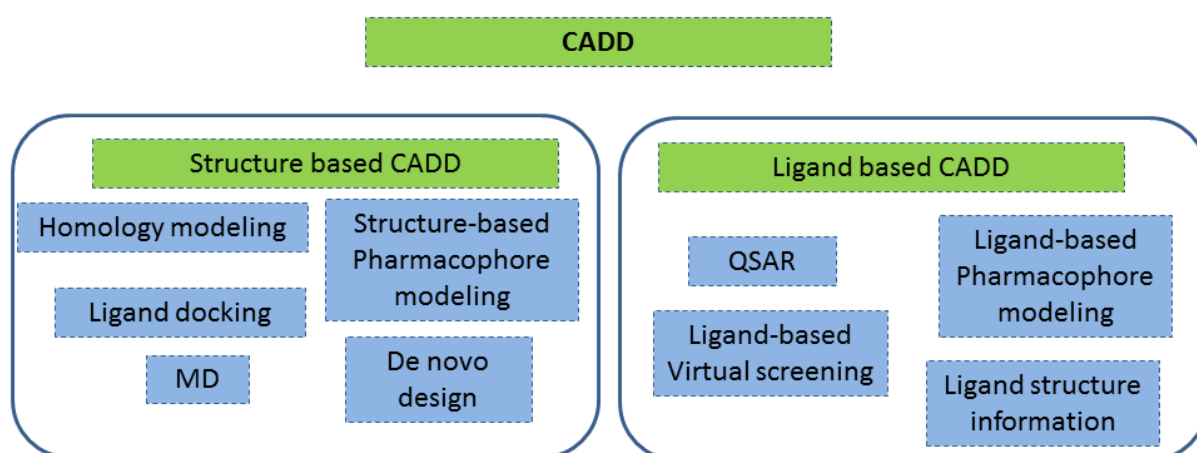 CADD
Structure based CADD
Homology modeling
Structure-based
Pharmacophore
modeling
Ligand docking
MD
De novo
design
Ligand based CADD
QSAR
Ligand-based
Pharmacophore
modeling
Ligand-based
Virtual screening
Ligand structure
information